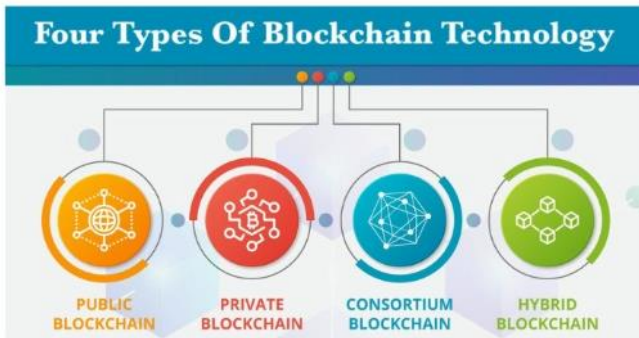 Four Types Of Blockchain Technology
PUBLIC
BLOCKCHAIN
PRIVATE
BLOCKCHAIN
CONSORTIUM
BLOCKCHAIN
HYBRID
BLOCKCHAIN